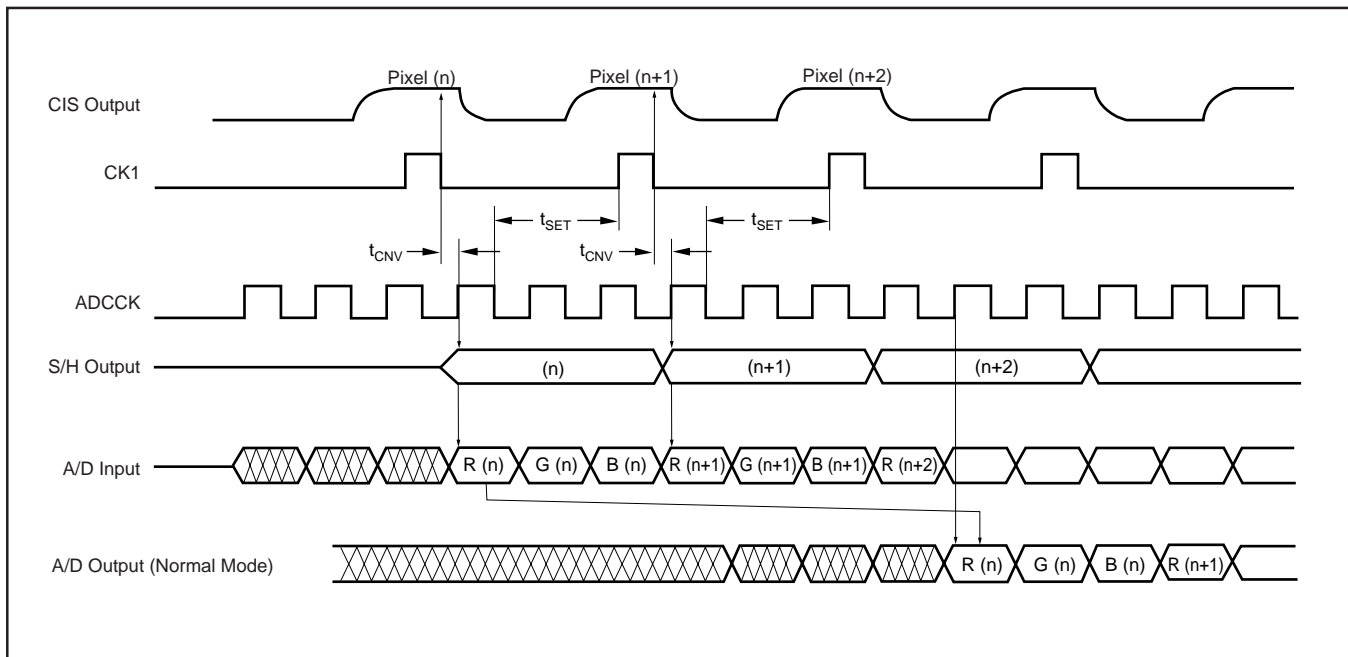 Pixel (n) Pixel (n+1) Pixel (n+2)
CIS Output
CK1
tSET tSET
tCNV tCNV
ADCCK
S/H Output (n) (n+1) (n+2)
A/D Input R (n) G (n) B (n) R (n+1) G (n+1) B (n+1) R (n+2)
A/D Output (Normal Mode) R (n) G (n) B (n) R (n+1)